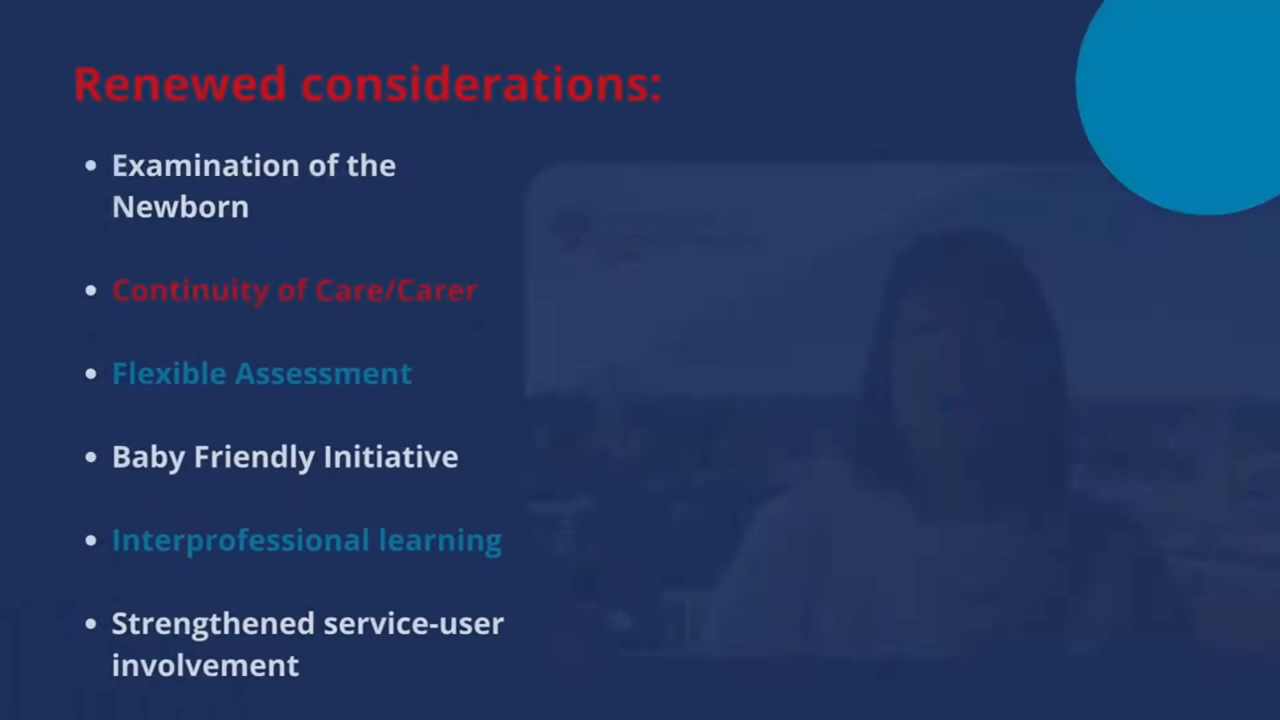 Renewed considerations:
• Examination of the
Newborn
• Continuity of Care/Carer
• Flexible Assessment
• Baby Friendly Initiative
• Interprofessional learning
• Strengthened service-user
involvement